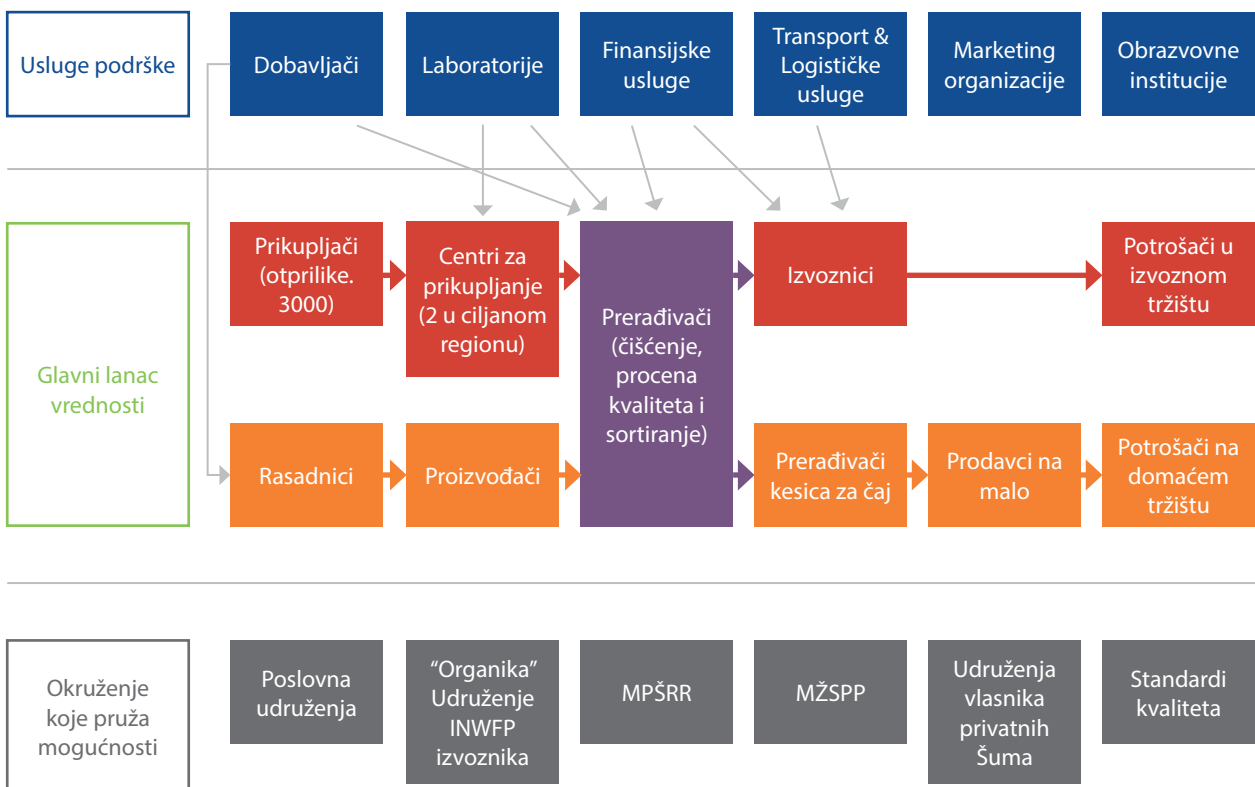 Usluge podrške
Dobavljači
Laboratorije
Finansijske
usluge
Transport &
Logističke
usluge
Marketing
organizacije
Obrazvovne
institucije
Glavni lanac
vrednosti
Prikupljači
(otprilike.
3000)
Centri za
prikupljanje
(2 u ciljanom
regionu)
Prerađivači
(čišćenje,
procena
kvaliteta i
sortiranje)
Izvoznici
Potrošači u
izvoznom
tržištu
Rasadnici
Proizvođači
Prerađivači
kesica za čaj
Prodavci na
malo
Potrošači na
domaćem
tržištu
Okruženje
koje pruža
mogućnosti
Poslovna
udruženja
“Organika”
Udruženje
INWFP
izvoznika
MPŠRR
MŽSPP
Udruženja
vlasnika
privatnih
Šuma
Standardi
kvaliteta